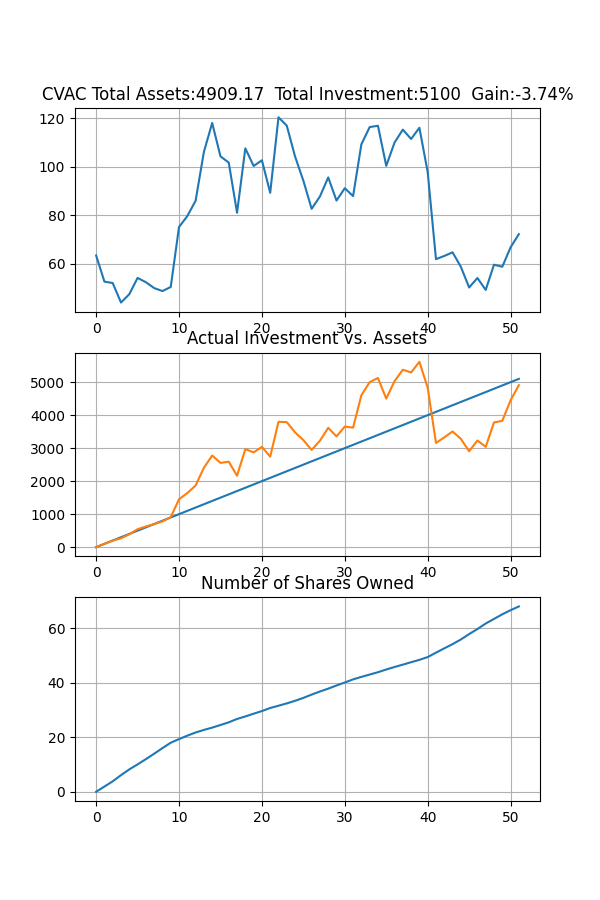 CVAC Total Assets:4909.17  Total Investment:5100  Gain:-3.74%
120
100
80
60
0 10 20 30 40 50
Actual Investment vs. Assets
5000
4000
3000
2000
1000
0
0 10 20 30 40 50
Number of Shares Owned
60
40
20
0
0 10 20 30 40 50